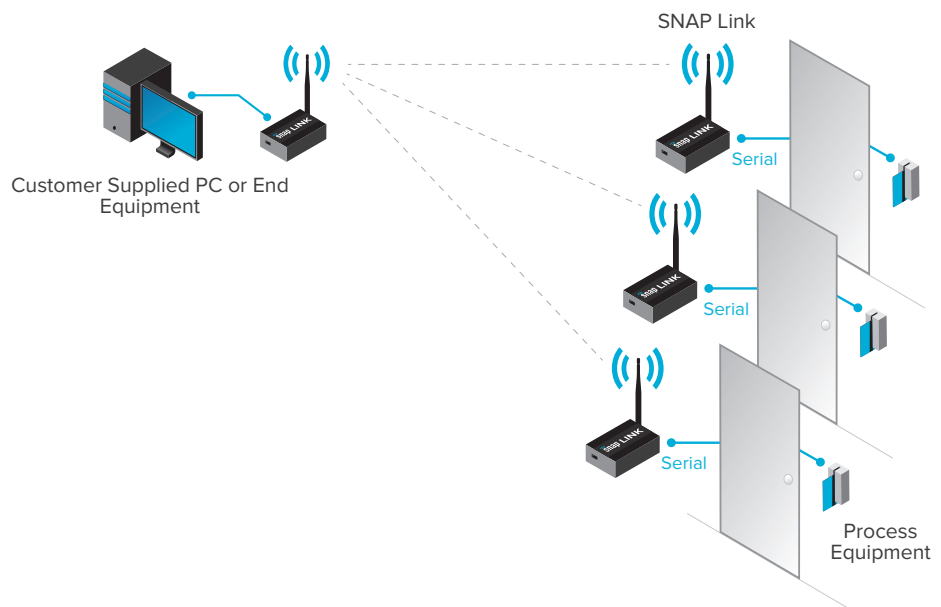 SNAP Link
snap LINK
snap LINK
Serial
Customer Supplied PC or End
Equipment
snap LINK
Serial
snap LINK
Serial
Process
Equipment